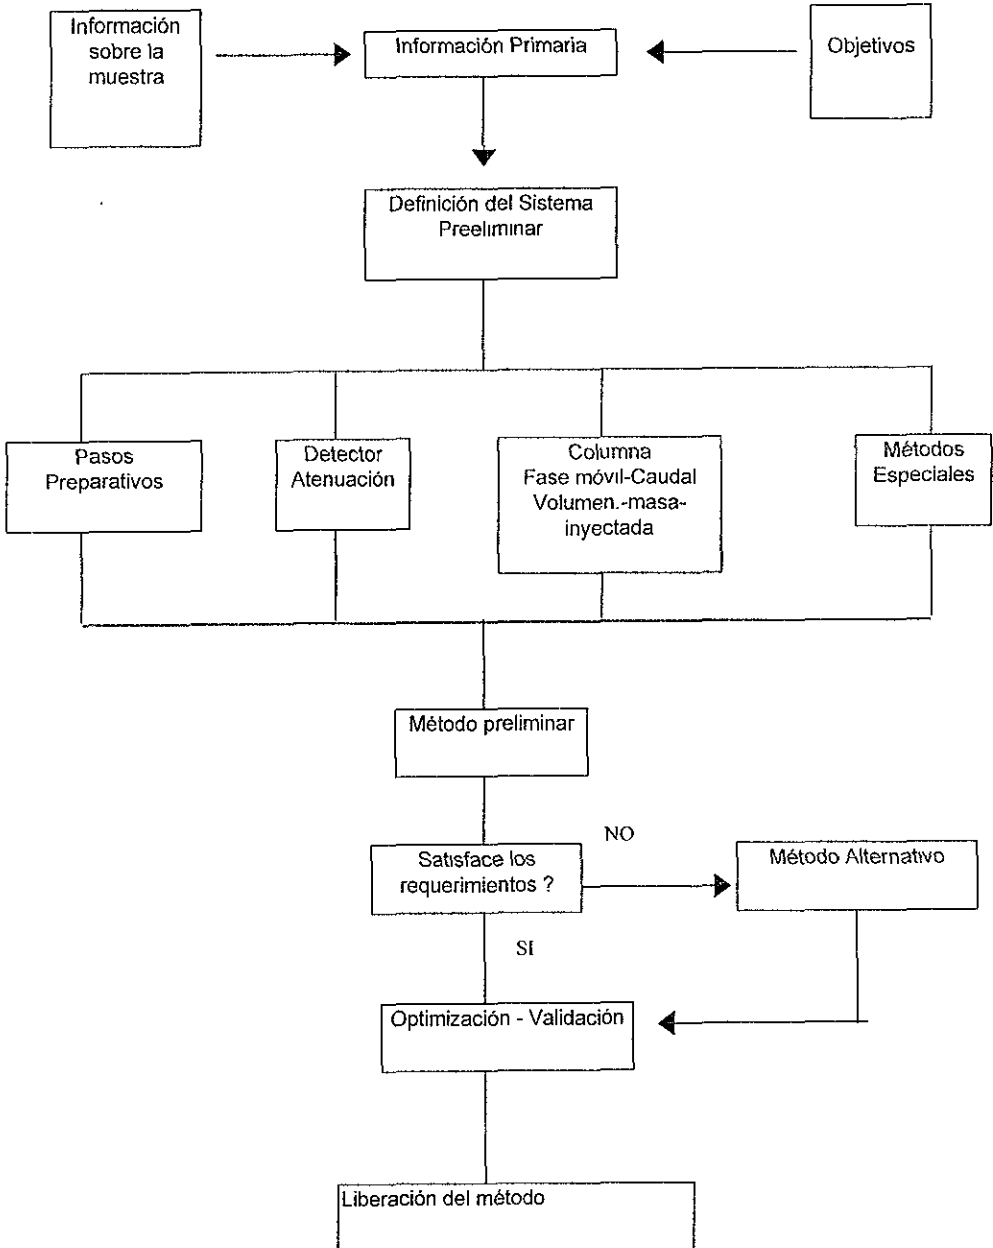 Información
sobre la
muestra
Información Primaria
Objetivos
Definición del Sistema
Preeliminar
Pasos
Preparativos
Detector
Atenuación
Columna
Fase móvil-Caudal
Volumen.-masa-
inyectada
Métodos
Especiales
Método preliminar
NO
Satisface los
requerimientos ?
Método Alternativo
SI
Optimización - Validación
Liberación del método